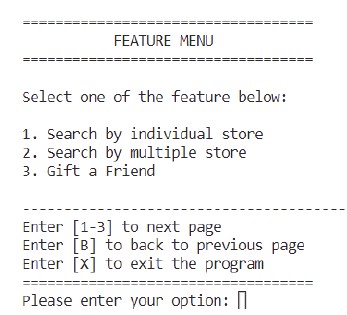 ===================================
FEATURE MENU
===================================
Select one of the feature below:
1. Search by individual store
2. Search by multiple store
3. Gift a Friend
---------------------------------------
Enter [1-3] to next page
Enter [B] to back to previous page
Enter [X] to exit the program
===================================
Please enter your option: